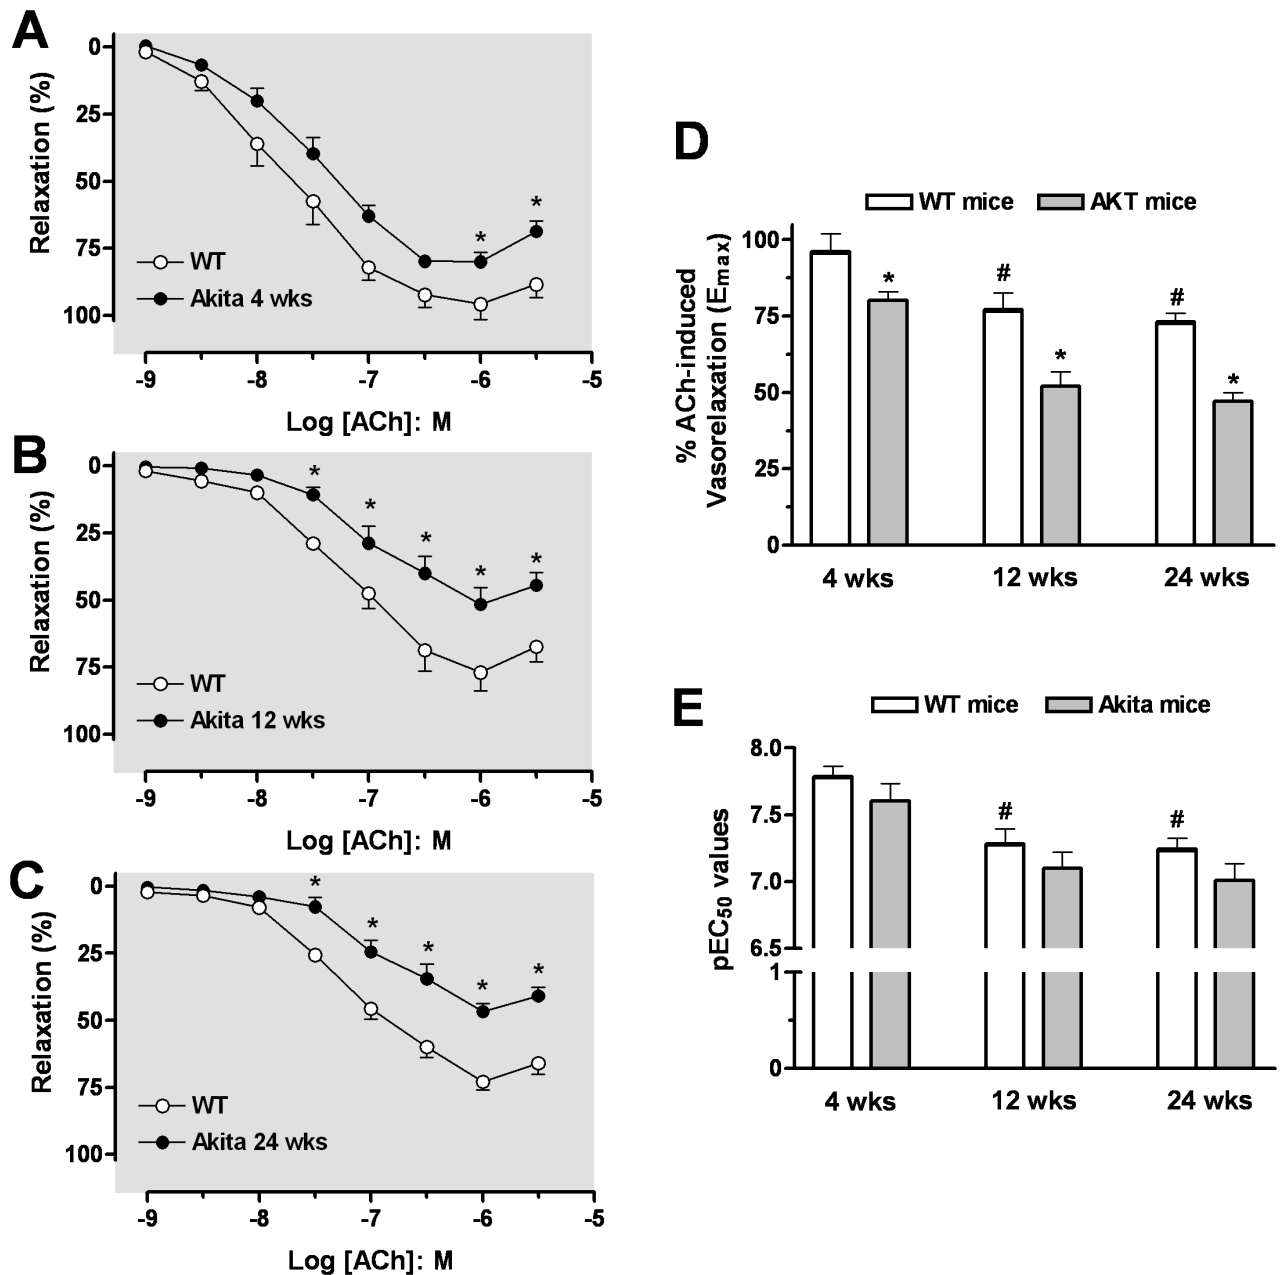 A
Relaxation (%)
0
25
50
75
100
WT
Akita 4 wks
*
*
-9
-8
-7
-6
-5
Log [ACh]: M
B
Relaxation (%)
0
25
50
75
100
WT
Akita 12 wks
*
*
*
*
*
-9
-8
-7
-6
-5
Log [ACh]: M
C
Relaxation (%)
0
25
50
75
100
WT
Akita 24 wks
*
*
*
*
*
-9
-8
-7
-6
-5
Log [ACh]: M
D
WT mice
AKT mice
% ACh-induced
Vasorelaxation (Emax)
100
75
50
25
0
*
#
*
#
*
4 wks
12 wks
24 wks
E
WT mice
Akita mice
pEC50 values
8.0
7.5
7.0
6.5
1
0
#
#
4 wks
12 wks
24 wks